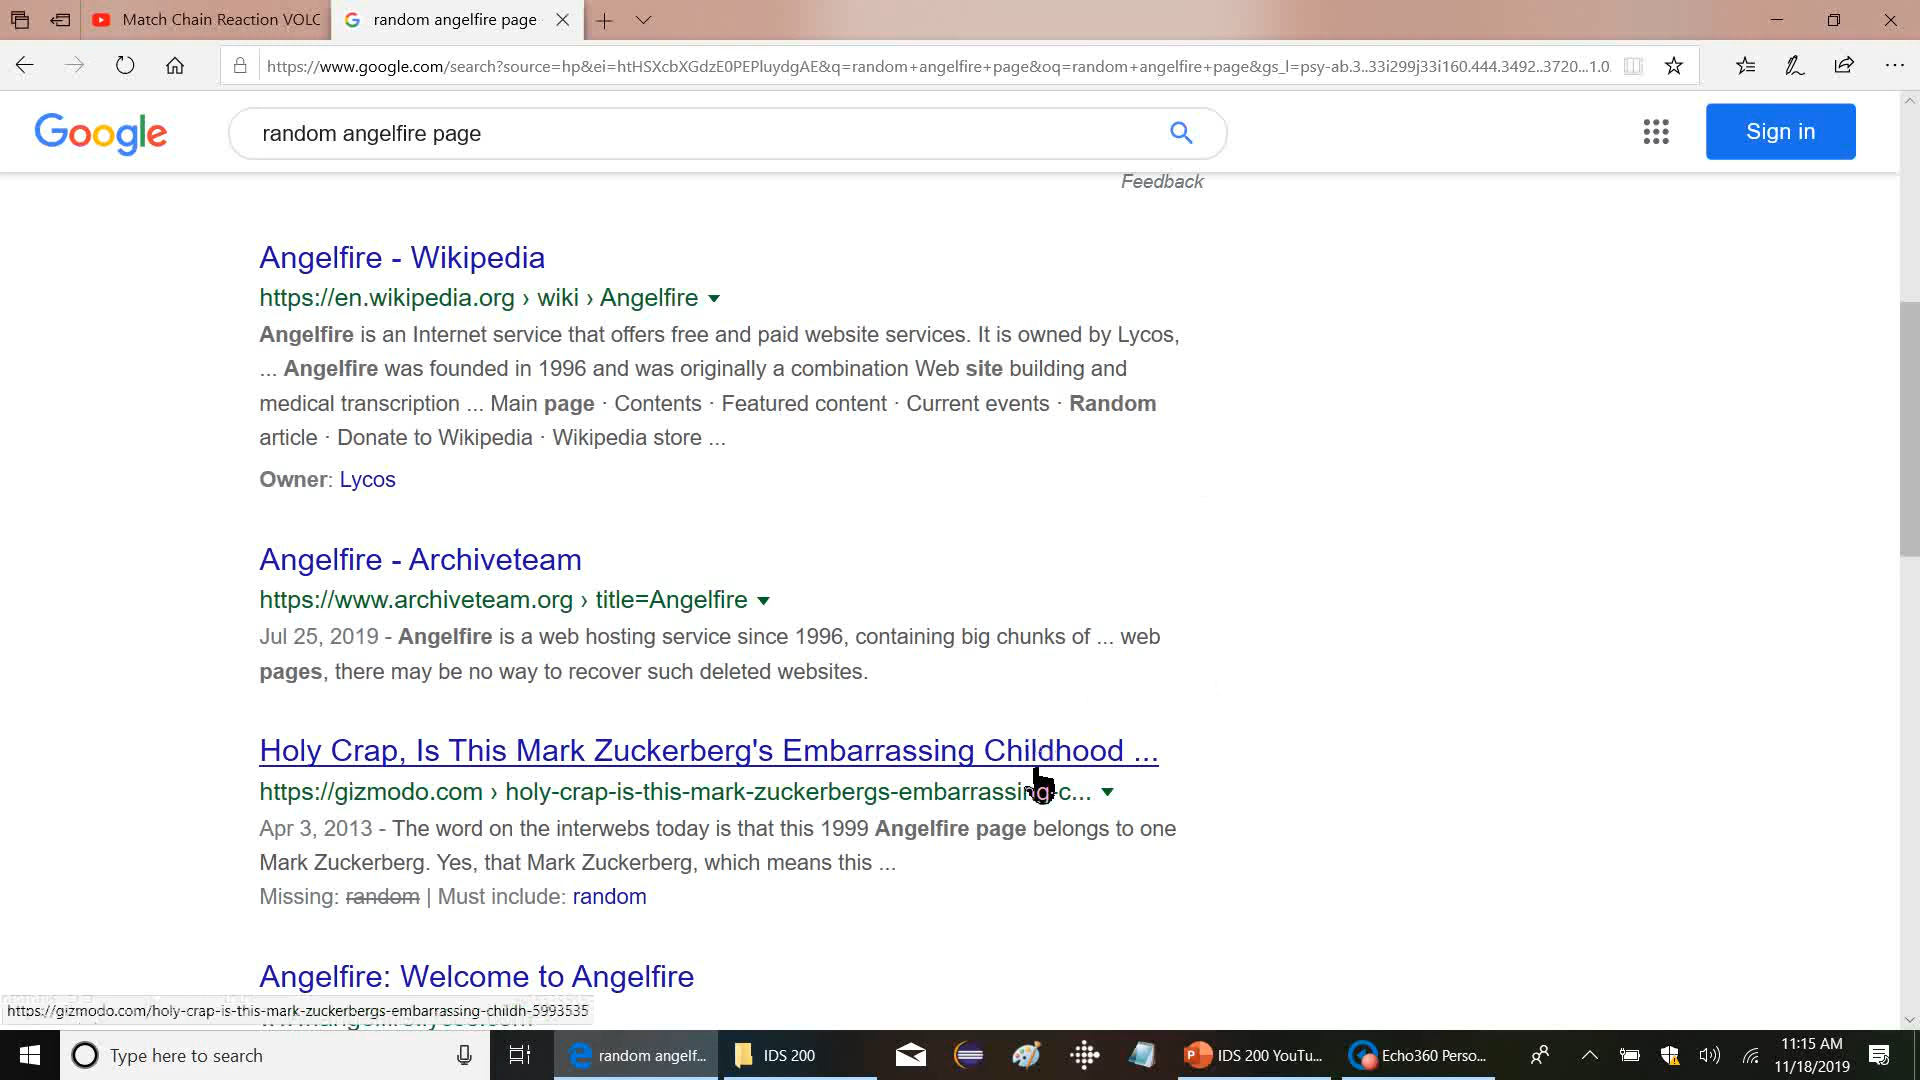 Match Chain Reaction VOLC
random angelfire page
https://www.google.com/search?source=hp&ei=htHSXcbXGdzE0PEPluydgAE&q=random+angelfire+page&oq=random+angelfire+page&gs_l=psy-ab.3..33i299j33i160.444.3492..3720...1.0.
Google
random angelfire page
Sign in
Feedback
Angelfire - Wikipedia
https://en.wikipedia.org › wiki › Angelfire
Angelfire is an Internet service that offers free and paid website services. It is owned by Lycos,
... Angelfire was founded in 1996 and was originally a combination Web site building and
medical transcription ... Main page · Contents · Featured content · Current events · Random
article · Donate to Wikipedia · Wikipedia store ...
Owner: Lycos
Angelfire - Archiveteam
https://www.archiveteam.org › title=Angelfire
Jul 25, 2019 - Angelfire is a web hosting service since 1996, containing big chunks of ... web
pages, there may be no way to recover such deleted websites.
Holy Crap, Is This Mark Zuckerberg's Embarrassing Childhood ...
https://gizmodo.com › holy-crap-is-this-mark-zuckerbergs-embarrassing-c...
Apr 3, 2013 - The word on the interwebs today is that this 1999 Angelfire page belongs to one
Mark Zuckerberg. Yes, that Mark Zuckerberg, which means this ...
Missing: random | Must include: random
Angelfire: Welcome to Angelfire
https://gizmodo.com/holy-crap-is-this-mark-zuckerbergs-embarrassing-childh-5993535
Type here to search
random angelf...
IDS 200
IDS 200 YouTu...
Echo360 Perso...
11:15 AM
11/18/2019